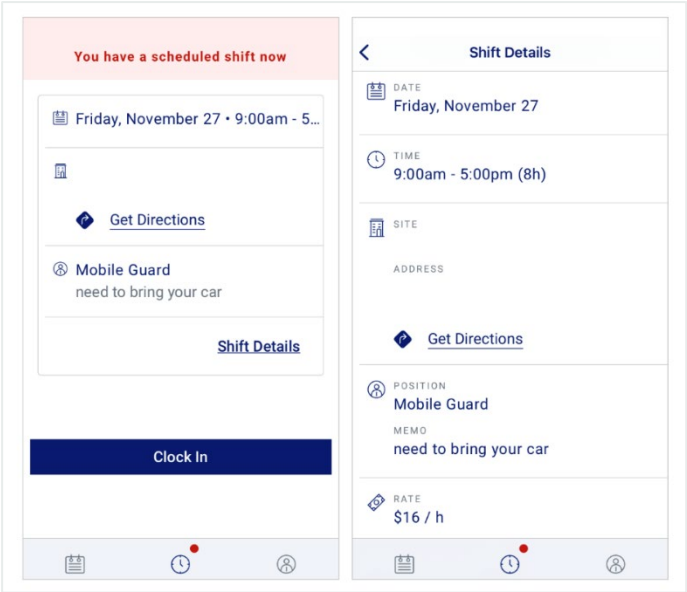 You have a scheduled shift now
Friday, November 27 • 9:00am - 5...
Get Directions
Mobile Guard
need to bring your car
Shift Details
Clock In
Shift Details
DATE
Friday, November 27
TIME
9:00am - 5:00pm (8h)
SITE
ADDRESS
Get Directions
POSITION
Mobile Guard
MEMO
need to bring your car
RATE
$16 / h